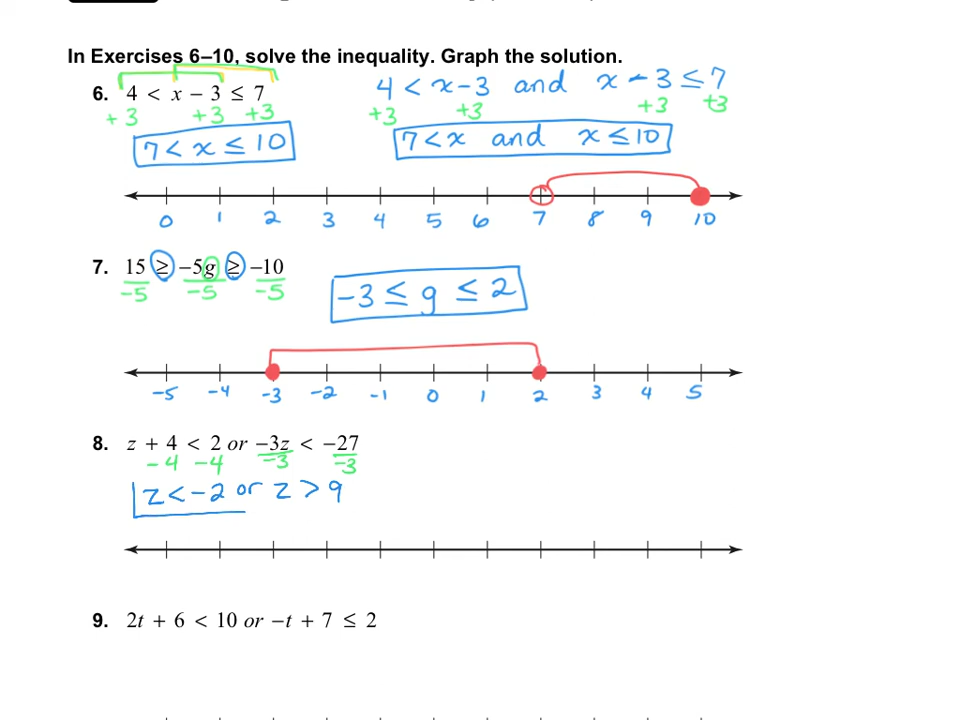 In Exercises 6–10, solve the inequality. Graph the solution.
6. 4 < x − 3 ≤ 7
+3 +3 +3
7 < x ≤ 10
4 < x − 3 and x − 3 ≤ 7
+3 +3 +3 +3
7 < x and x ≤ 10
0 1 2 3 4 5 6 7 8 9 10
7. 15 ≥ −5g ≥ −10
−5 −5 −5
−3 ≤ g ≤ 2
−5 −4 −3 −2 −1 0 1 2 3 4 5
8. z + 4 < 2 or −3z < −27
−4 −4 −3 −3
z < −2 or z > 9
9. 2t + 6 < 10 or −t + 7 ≤ 2